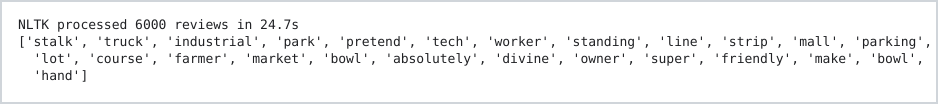 NLTK processed 6000 reviews in 24.7s
['stalk', 'truck', 'industrial', 'park', 'pretend', 'tech', 'worker', 'standing', 'line', 'strip', 'mall', 'parking',
'lot', 'course', 'farmer', 'market', 'bowl', 'absolutely', 'divine', 'owner', 'super', 'friendly', 'make', 'bowl',
'hand']